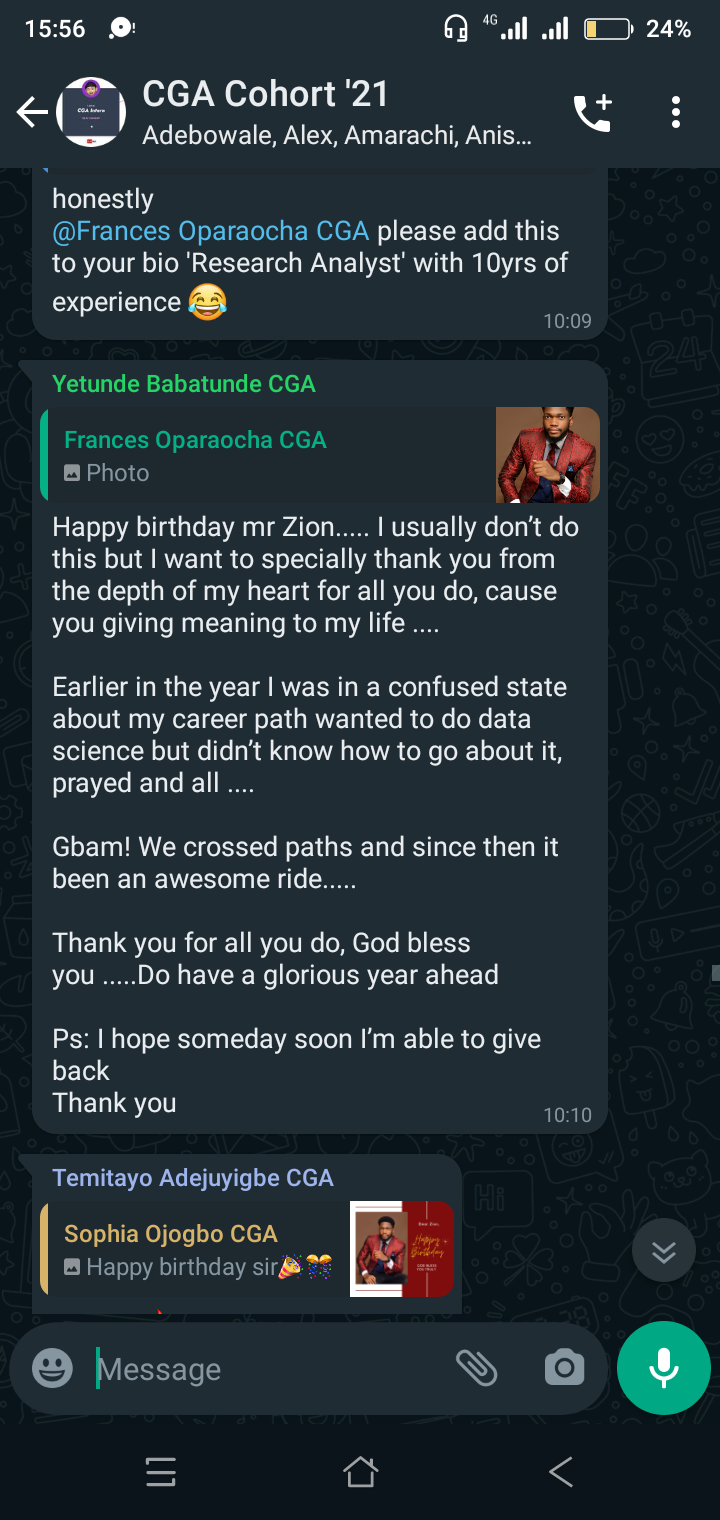 15:56
4G
24%
CGA Cohort '21
Adebowale, Alex, Amarachi, Anis...
honestly
@Frances Oparaocha CGA please add this
to your bio 'Research Analyst' with 10yrs of
experience 😂
10:09
Yetunde Babatunde CGA
Frances Oparaocha CGA
Photo
Happy birthday mr Zion..... I usually don't do
this but I want to specially thank you from
the depth of my heart for all you do, cause
you giving meaning to my life ....
Earlier in the year I was in a confused state
about my career path wanted to do data
science but didn't know how to go about it,
prayed and all ....
Gbam! We crossed paths and since then it
been an awesome ride.....
Thank you for all you do, God bless
you .....Do have a glorious year ahead
Ps: I hope someday soon I'm able to give
back
Thank you
10:10
Temitayo Adejuyigbe CGA
Sophia Ojogbo CGA
Happy birthday sir🎉🎊
Dear Zion,
Happy
Birthday
Message